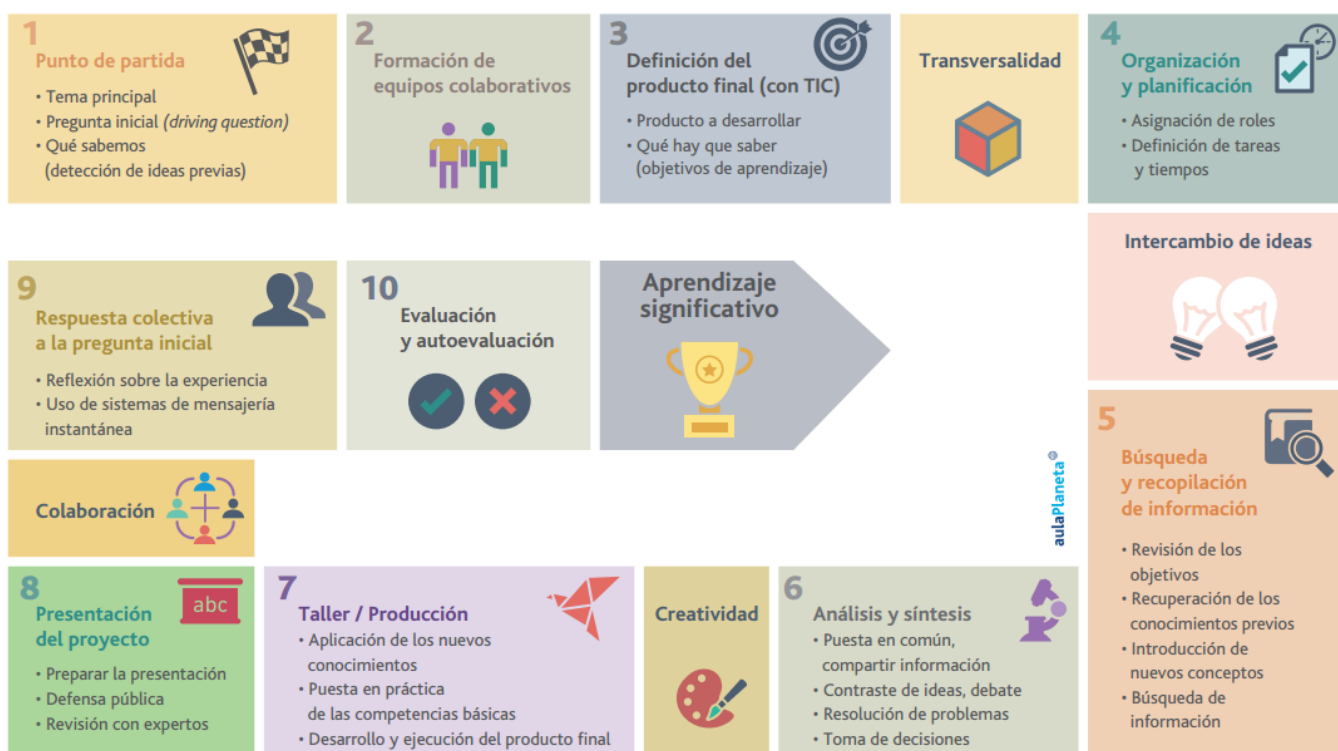 1
Punto de partida
• Tema principal
• Pregunta inicial (driving question)
• Qué sabemos
(detección de ideas previas)
2
Formación de
equipos colaborativos
3
Definición del
producto final (con TIC)
• Producto a desarrollar
• Qué hay que saber
(objetivos de aprendizaje)
Transversalidad
4
Organización
y planificación
• Asignación de roles
• Definición de tareas
y tiempos
Intercambio de ideas
5
Búsqueda
y recopilación
de información
• Revisión de los
objetivos
• Recuperación de los
conocimientos previos
• Introducción de
nuevos conceptos
• Búsqueda de
información
6
Análisis y síntesis
• Puesta en común,
compartir información
• Contraste de ideas, debate
• Resolución de problemas
• Toma de decisiones
Creatividad
7
Taller / Producción
• Aplicación de los nuevos
conocimientos
• Puesta en práctica
de las competencias básicas
• Desarrollo y ejecución del producto final
8
Presentación
del proyecto
abc
• Preparar la presentación
• Defensa pública
• Revisión con expertos
Colaboración
9
Respuesta colectiva
a la pregunta inicial
• Reflexión sobre la experiencia
• Uso de sistemas de mensajería
instantánea
10
Evaluación
y autoevaluación
Aprendizaje
significativo
aulaPlaneta